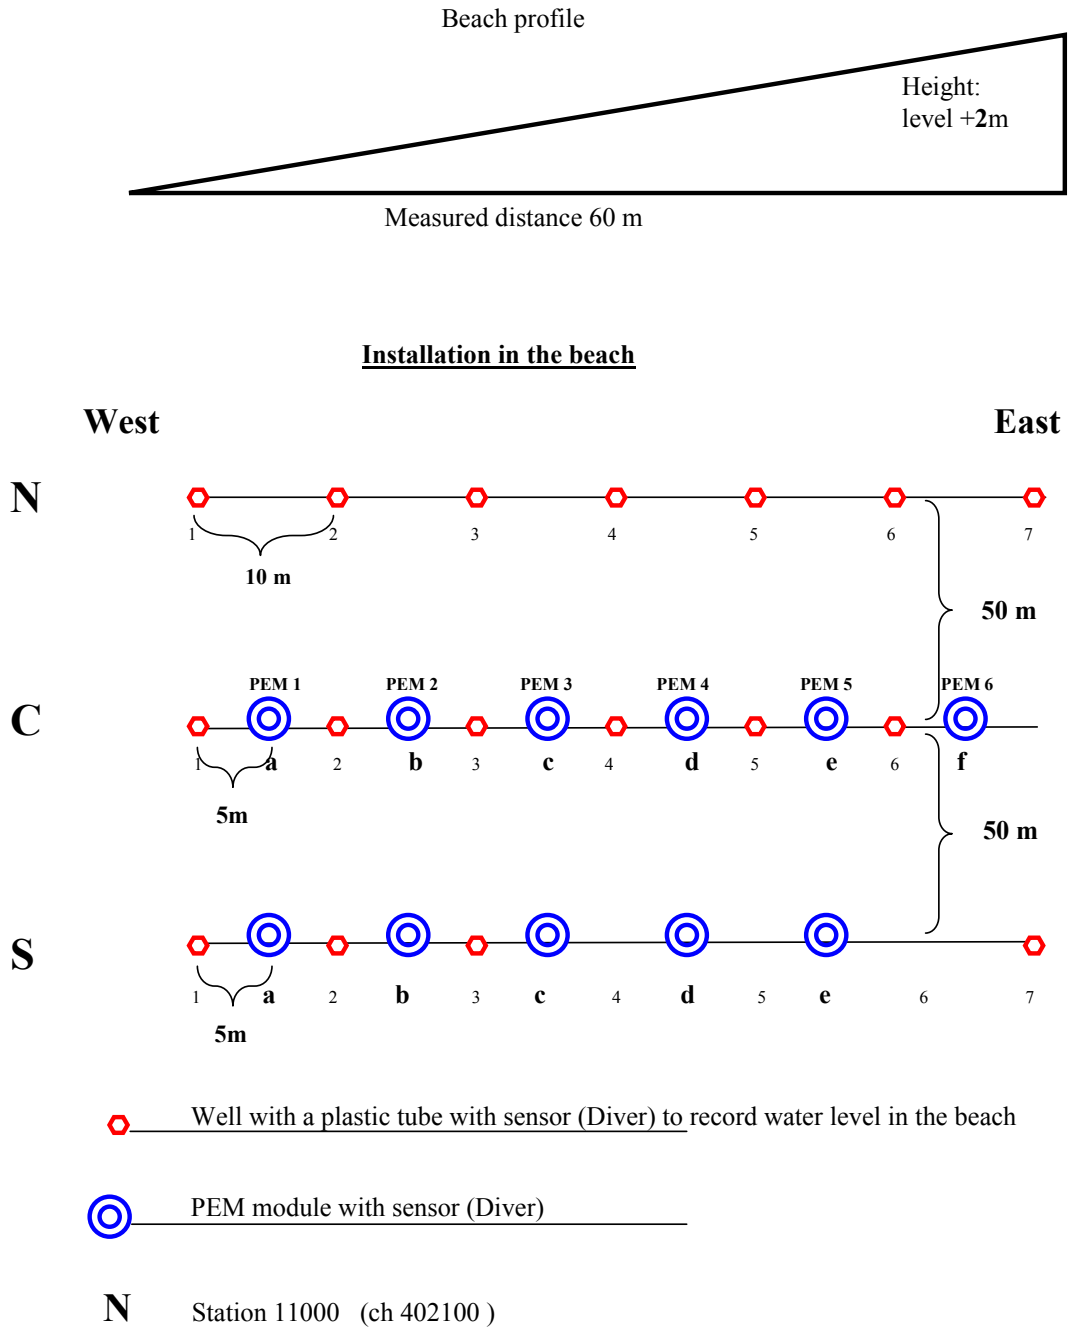 Beach profile
Height:
level +2m
Measured distance 60 m
Installation in the beach
West East
N
1 2 3 4 5 6 7
10 m
50 m
PEM 1 PEM 2 PEM 3 PEM 4 PEM 5 PEM 6
C
1 a 2 b 3 c 4 d 5 e 6 f
5m
50 m
S
1 a 2 b 3 c 4 d 5 e 6 7
5m
Well with a plastic tube with sensor (Diver) to record water level in the beach
PEM module with sensor (Diver)
N Station 11000 (ch 402100 )